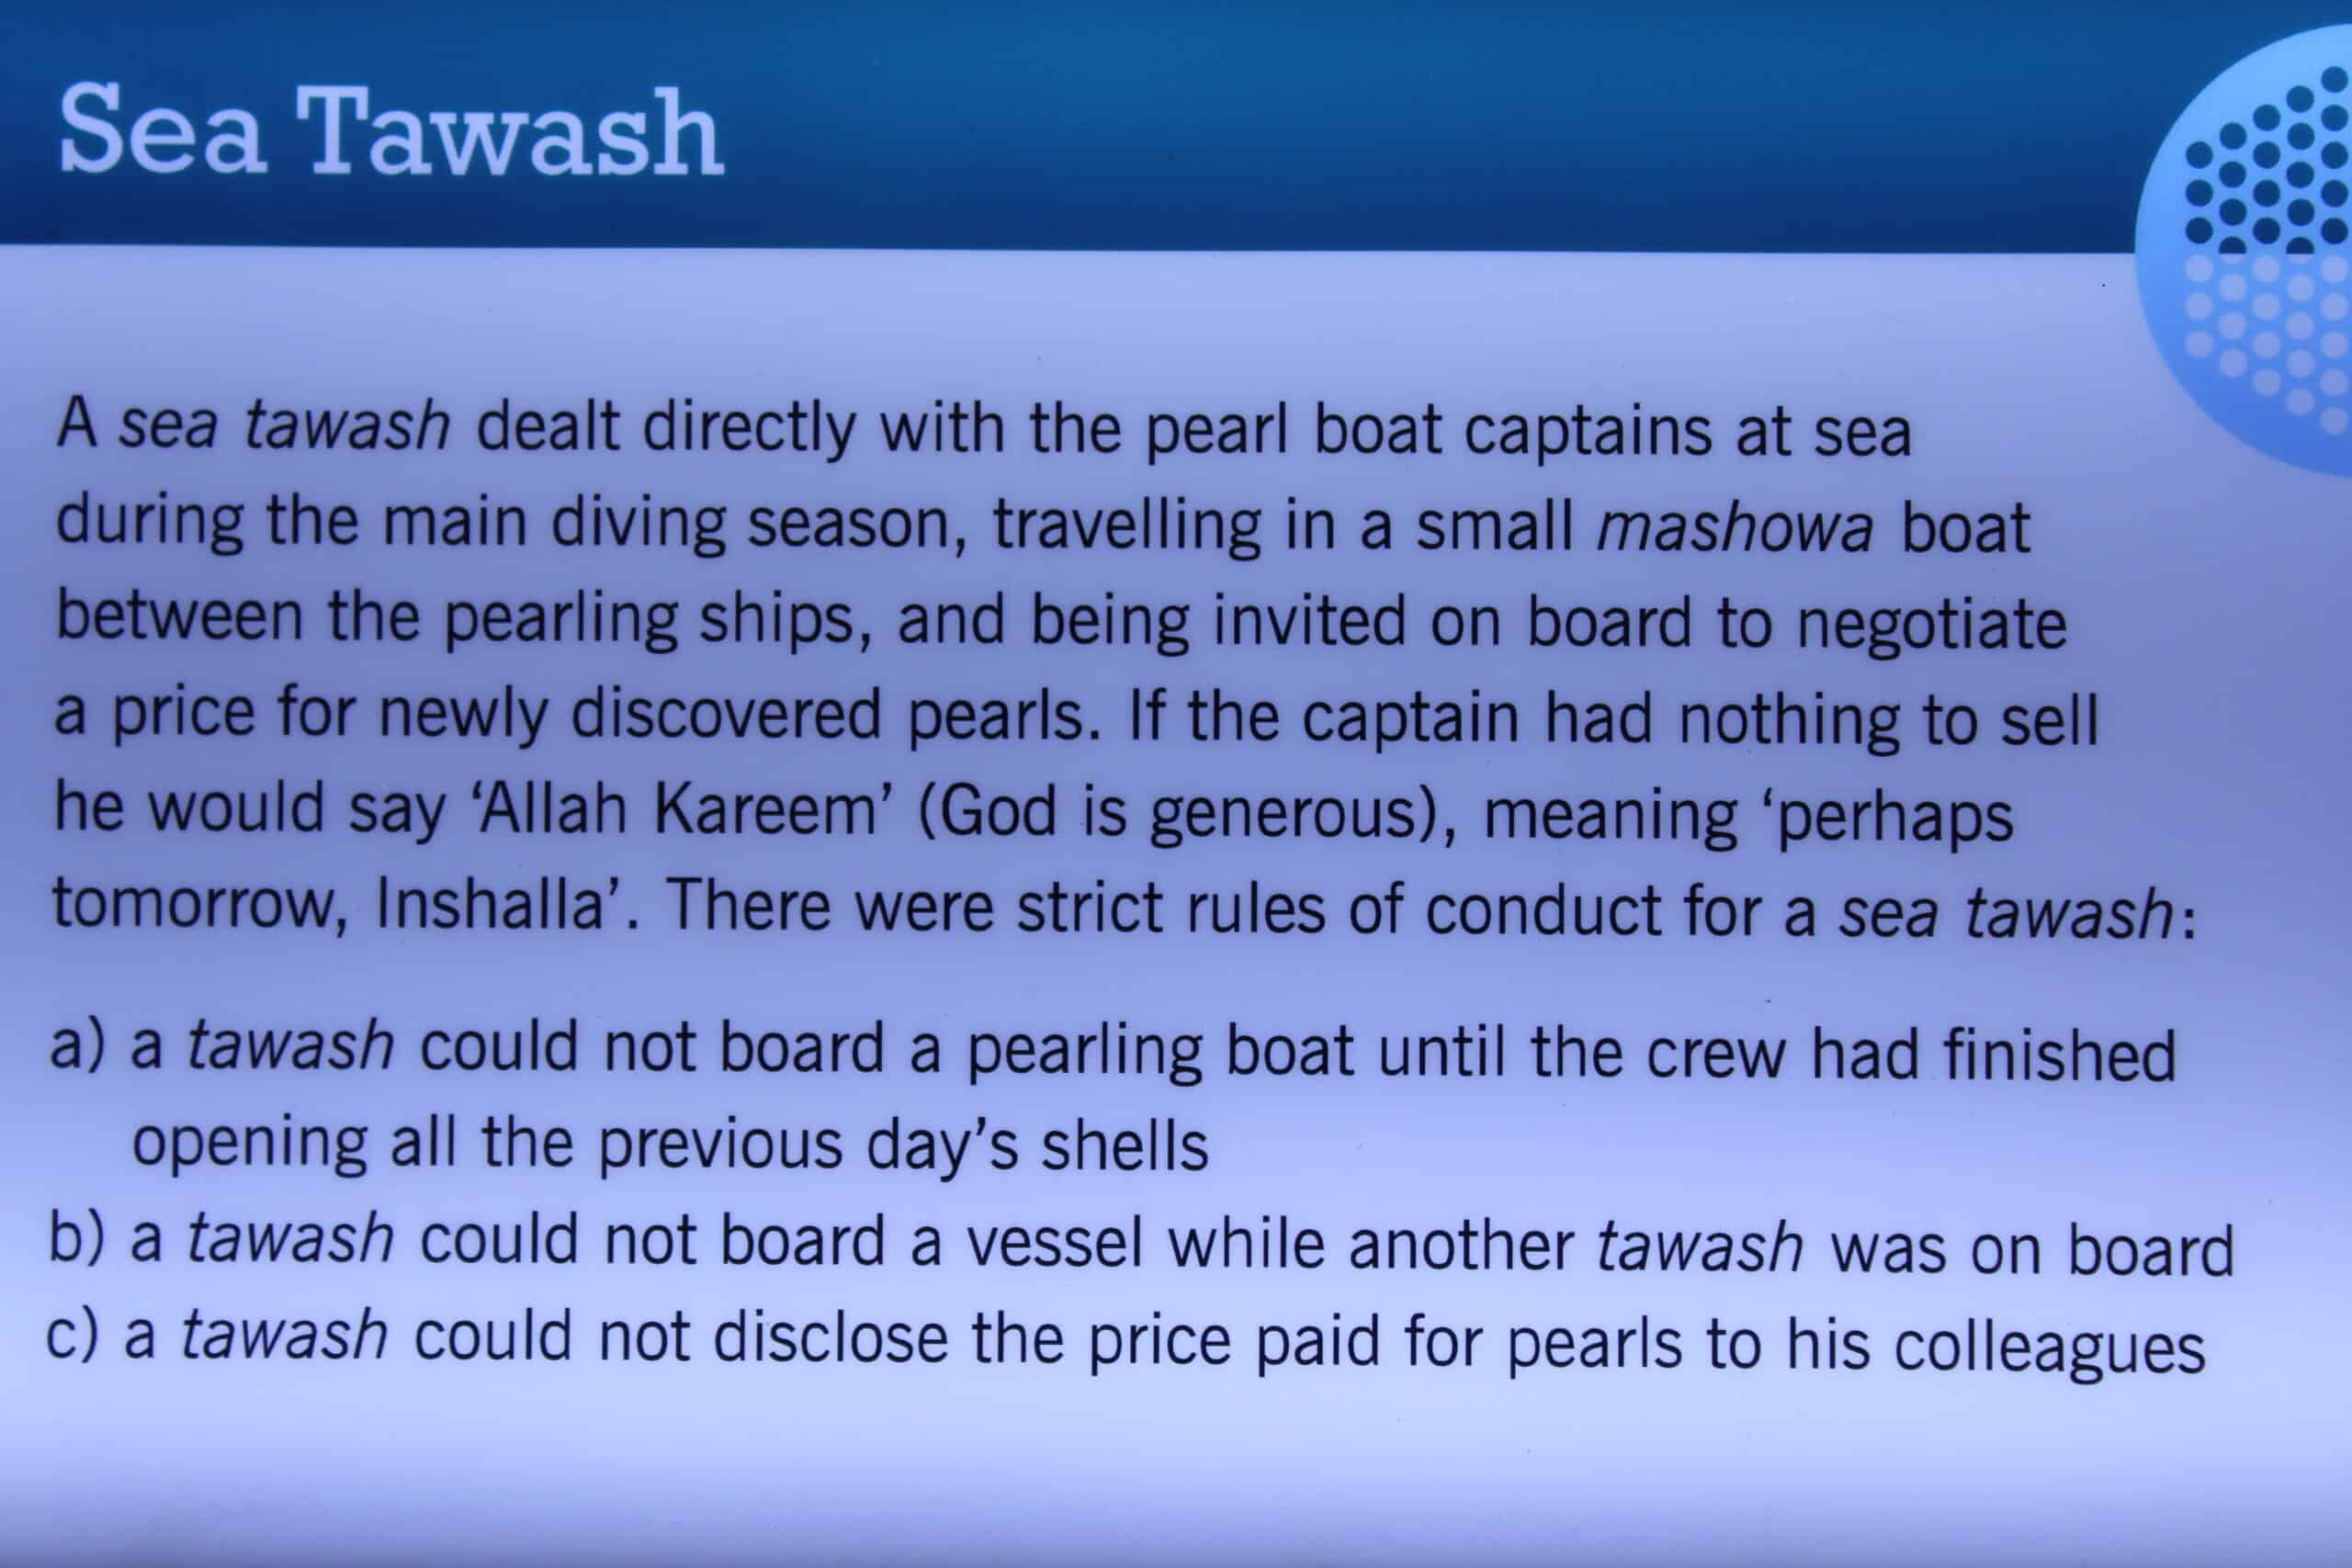 Sea Tawash
A sea tawash dealt directly with the pearl boat captains at sea
during the main diving season, travelling in a small mashowa boat
between the pearling ships, and being invited on board to negotiate
a price for newly discovered pearls. If the captain had nothing to sell
he would say ‘Allah Kareem’ (God is generous), meaning ‘perhaps
tomorrow, Inshalla’. There were strict rules of conduct for a sea tawash:
a) a tawash could not board a pearling boat until the crew had finished
opening all the previous day’s shells
b) a tawash could not board a vessel while another tawash was on board
c) a tawash could not disclose the price paid for pearls to his colleagues